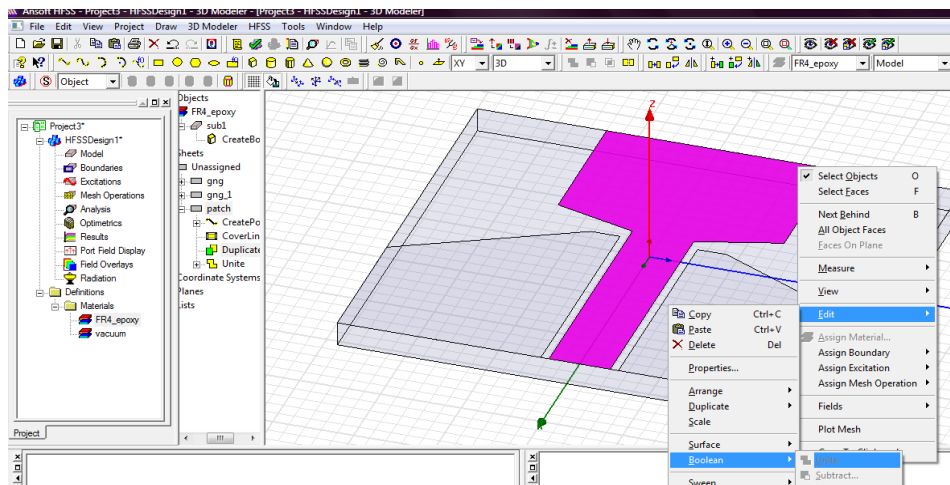 Ansoft HFSS - Project3 - HFSSDesign1 - 3D Modeler - [Project3 - HFSSDesign1 - 3D Modeler]
File Edit View Project Draw 3D Modeler HFSS Tools Window Help
XY 3D FR4_epoxy Model
S Object
Project3*
HFSSDesign1*
Model
Boundaries
Excitations
Mesh Operations
Analysis
Optimetrics
Results
Port Field Display
Field Overlays
Radiation
Definitions
Materials
FR4_epoxy
vacuum
Project
Objects
FR4_epoxy
sub1
CreateBo
Sheets
Unassigned
gng
gng_1
patch
CreatePo
CoverLin
Duplicate
Unite
Coordinate Systems
Planes
Lists
Z
Select Objects O
Select Faces F
Next Behind B
All Object Faces
Faces On Plane
Measure
View
Edit
Assign Material...
Assign Boundary
Assign Excitation
Assign Mesh Operation
Fields
Plot Mesh
Copy Ctrl+C
Paste Ctrl+V
Delete Del
Properties...
Arrange
Duplicate
Scale
Surface
Boolean
Sweep
Unite
Subtract...